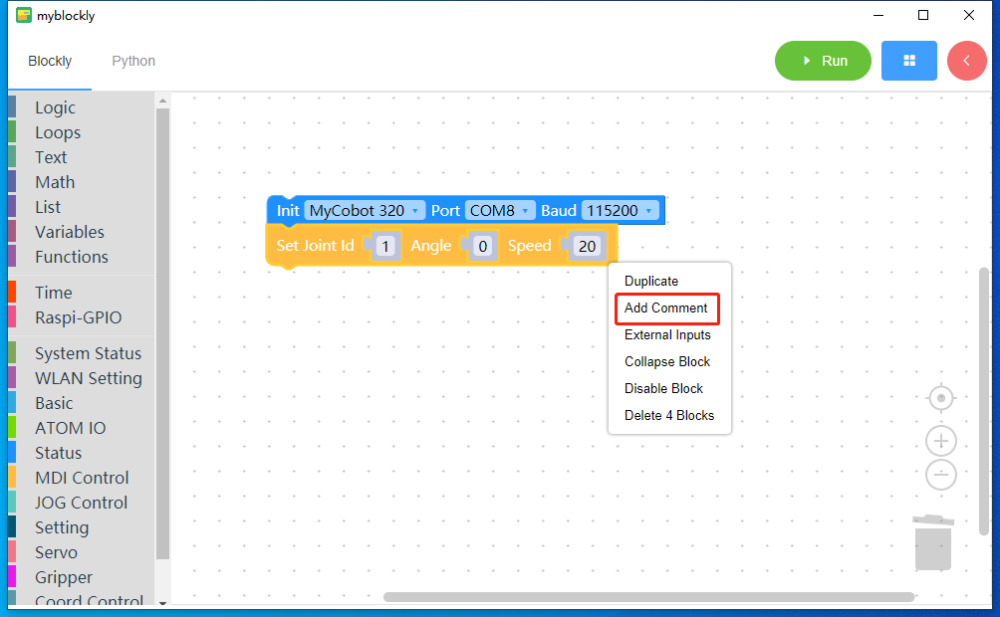 myblockly
Blockly
Python
Run
Logic
Loops
Text
Math
List
Variables
Functions
Time
Raspi-GPIO
System Status
WLAN Setting
Basic
ATOM IO
Status
MDI Control
JOG Control
Setting
Servo
Gripper
Coord Control
Init MyCobot 320 Port COM8 Baud 115200
Set Joint Id 1 Angle 0 Speed 20
Duplicate
Add Comment
External Inputs
Collapse Block
Disable Block
Delete 4 Blocks